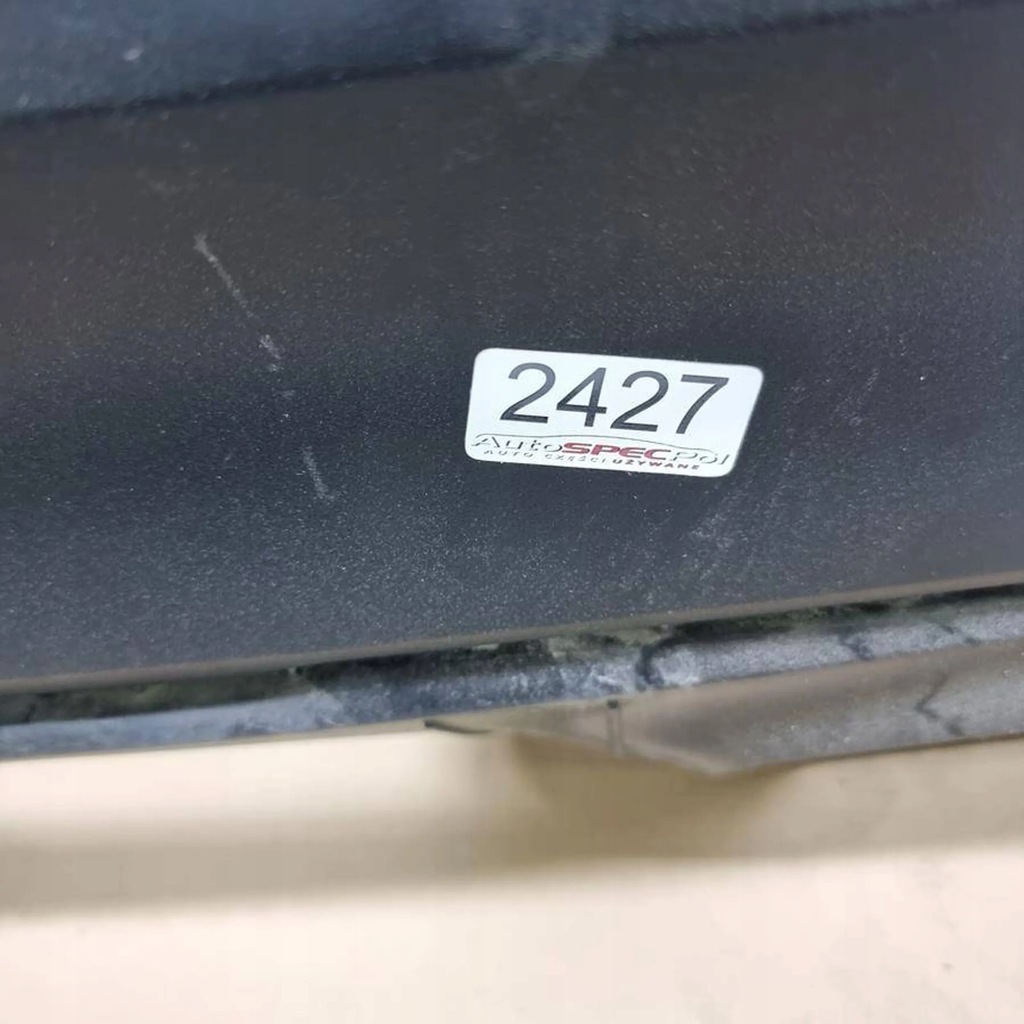 2427
AutoSPECPol
AUTO CZĘŚCI UŻYWANE